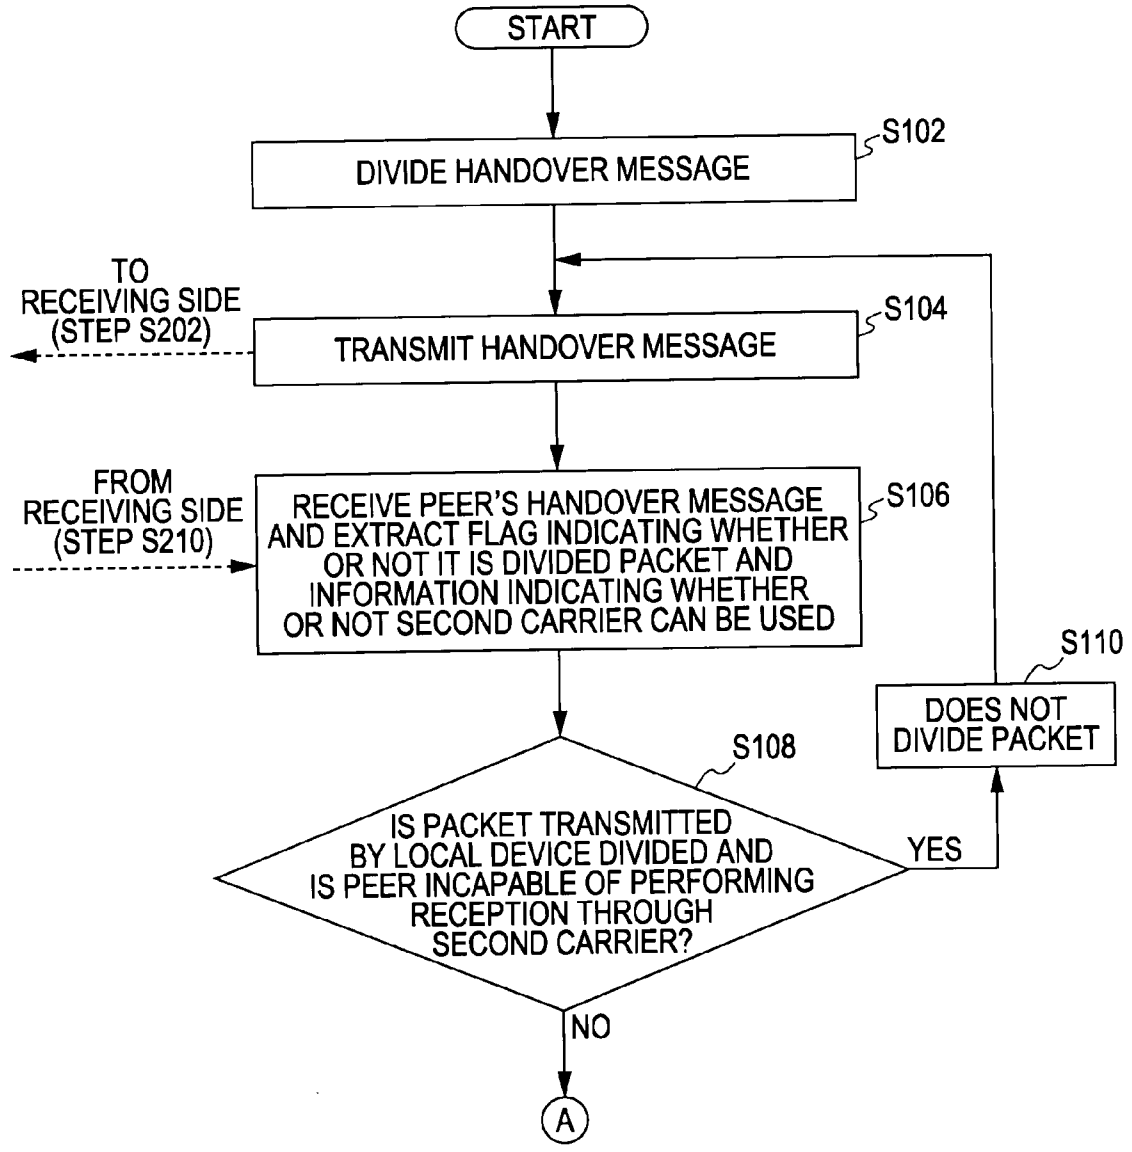 START
S102
DIVIDE HANDOVER MESSAGE
TO
RECEIVING SIDE
(STEP S202)
S104
TRANSMIT HANDOVER MESSAGE
FROM
RECEIVING SIDE
(STEP S210)
S106
RECEIVE PEER'S HANDOVER MESSAGE
AND EXTRACT FLAG INDICATING WHETHER
OR NOT IT IS DIVIDED PACKET AND
INFORMATION INDICATING WHETHER
OR NOT SECOND CARRIER CAN BE USED
S110
DOES NOT
DIVIDE PACKET
S108
IS PACKET TRANSMITTED
BY LOCAL DEVICE DIVIDED AND
IS PEER INCAPABLE OF PERFORMING
RECEPTION THROUGH
SECOND CARRIER?
YES
NO
A